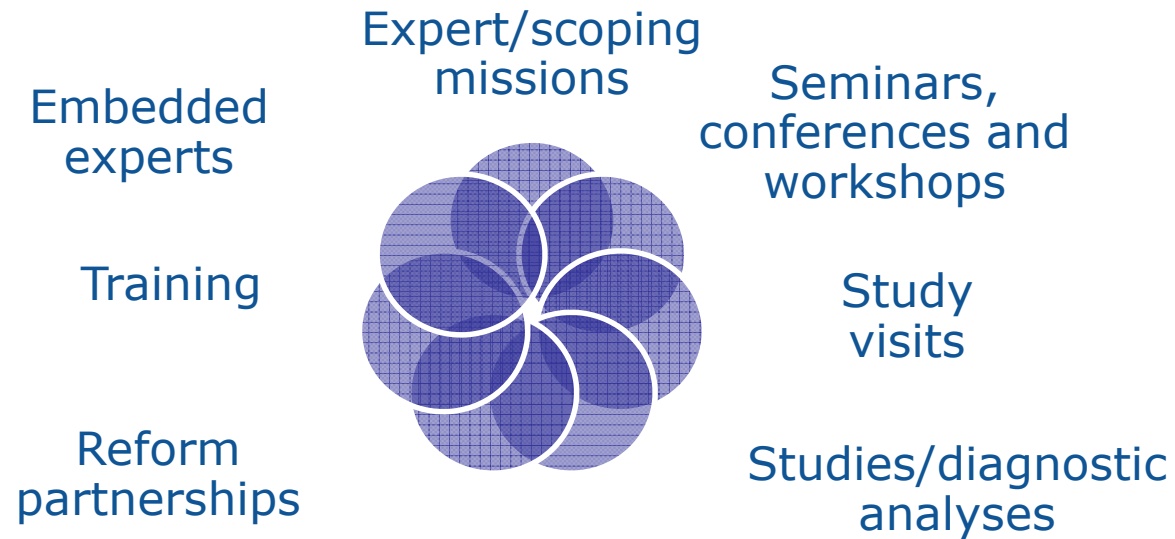 Expert/scoping
missions
Seminars,
conferences and
workshops
Study
visits
Studies/diagnostic
analyses
Reform
partnerships
Training
Embedded
experts